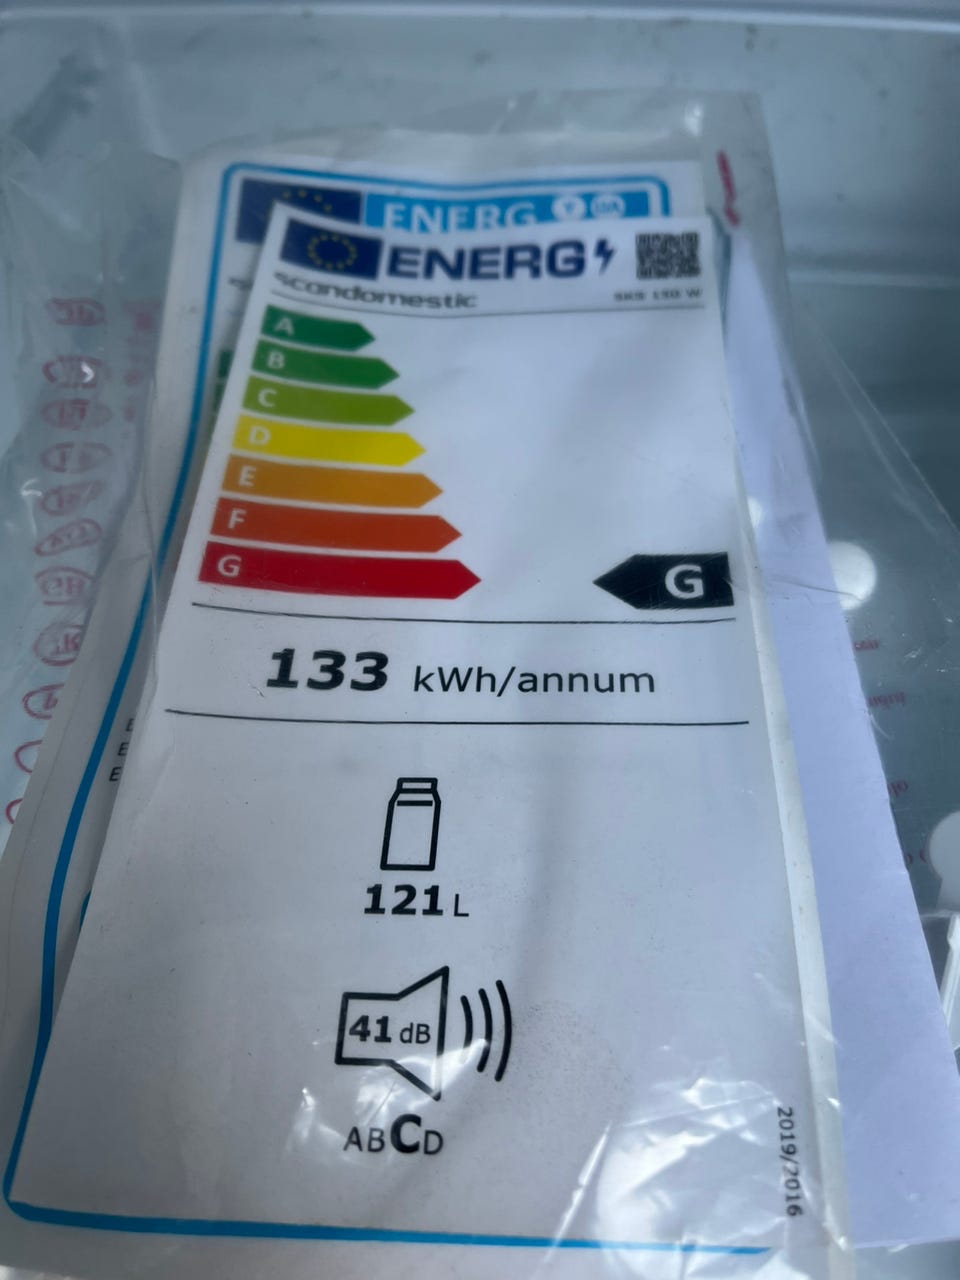 ENERG
ENERG
scandomestic
SKS 150 W
A
B
C
D
E
F
G
G
133 kWh/annum
121 L
41 dB
ABCD
2019/2016